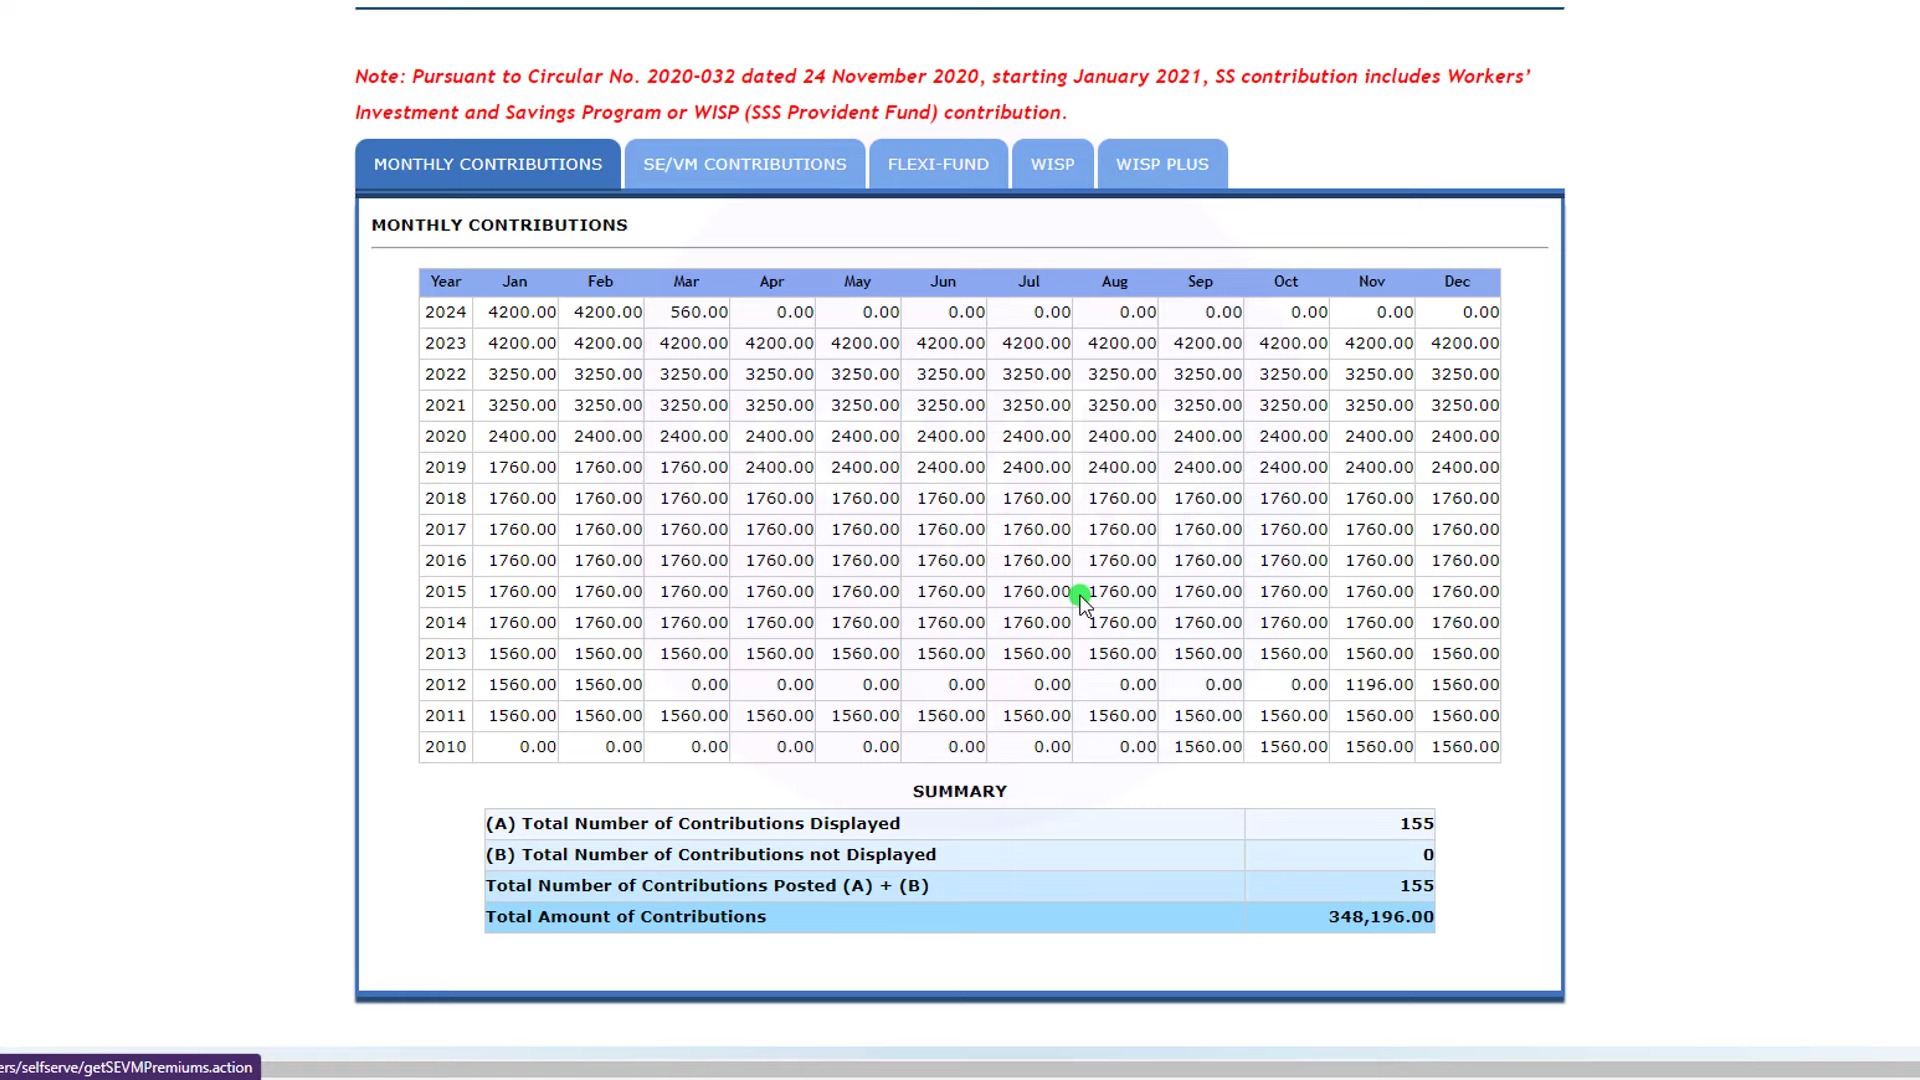 Note: Pursuant to Circular No. 2020-032 dated 24 November 2020, starting January 2021, SS contribution includes Workers’
Investment and Savings Program or WISP (SSS Provident Fund) contribution.
MONTHLY CONTRIBUTIONS SE/VM CONTRIBUTIONS FLEXI-FUND WISP WISP PLUS
MONTHLY CONTRIBUTIONS
Year Jan Feb Mar Apr May Jun Jul Aug Sep Oct Nov Dec
2024 4200.00 4200.00 560.00 0.00 0.00 0.00 0.00 0.00 0.00 0.00 0.00 0.00
2023 4200.00 4200.00 4200.00 4200.00 4200.00 4200.00 4200.00 4200.00 4200.00 4200.00 4200.00 4200.00
2022 3250.00 3250.00 3250.00 3250.00 3250.00 3250.00 3250.00 3250.00 3250.00 3250.00 3250.00 3250.00
2021 3250.00 3250.00 3250.00 3250.00 3250.00 3250.00 3250.00 3250.00 3250.00 3250.00 3250.00 3250.00
2020 2400.00 2400.00 2400.00 2400.00 2400.00 2400.00 2400.00 2400.00 2400.00 2400.00 2400.00 2400.00
2019 1760.00 1760.00 1760.00 2400.00 2400.00 2400.00 2400.00 2400.00 2400.00 2400.00 2400.00 2400.00
2018 1760.00 1760.00 1760.00 1760.00 1760.00 1760.00 1760.00 1760.00 1760.00 1760.00 1760.00 1760.00
2017 1760.00 1760.00 1760.00 1760.00 1760.00 1760.00 1760.00 1760.00 1760.00 1760.00 1760.00 1760.00
2016 1760.00 1760.00 1760.00 1760.00 1760.00 1760.00 1760.00 1760.00 1760.00 1760.00 1760.00 1760.00
2015 1760.00 1760.00 1760.00 1760.00 1760.00 1760.00 1760.00 1760.00 1760.00 1760.00 1760.00 1760.00
2014 1760.00 1760.00 1760.00 1760.00 1760.00 1760.00 1760.00 1760.00 1760.00 1760.00 1760.00 1760.00
2013 1560.00 1560.00 1560.00 1560.00 1560.00 1560.00 1560.00 1560.00 1560.00 1560.00 1560.00 1560.00
2012 1560.00 1560.00 0.00 0.00 0.00 0.00 0.00 0.00 0.00 0.00 1196.00 1560.00
2011 1560.00 1560.00 1560.00 1560.00 1560.00 1560.00 1560.00 1560.00 1560.00 1560.00 1560.00 1560.00
2010 0.00 0.00 0.00 0.00 0.00 0.00 0.00 0.00 1560.00 1560.00 1560.00 1560.00
SUMMARY
(A) Total Number of Contributions Displayed 155
(B) Total Number of Contributions not Displayed 0
Total Number of Contributions Posted (A) + (B) 155
Total Amount of Contributions 348,196.00
ers/selfserve/getSEVMPremiums.action